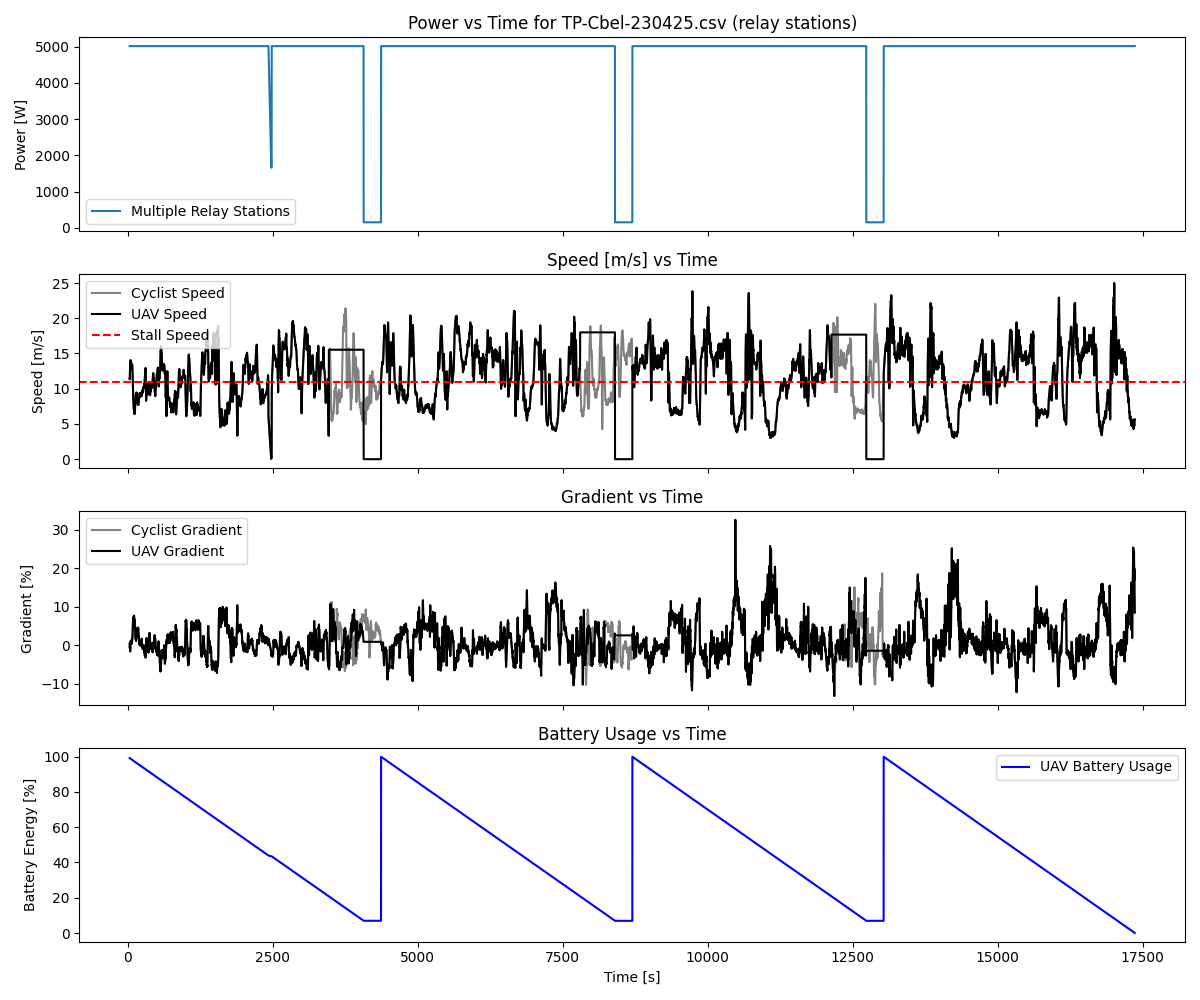 Power vs Time for TP-Cbel-230425.csv (relay stations)
5000
4000
3000
2000
1000
0
Power [W]
Multiple Relay Stations
Speed [m/s] vs Time
25
20
15
10
5
0
Speed [m/s]
Cyclist Speed
UAV Speed
Stall Speed
Gradient vs Time
30
20
10
0
−10
Gradient [%]
Cyclist Gradient
UAV Gradient
Battery Usage vs Time
100
80
60
40
20
0
Battery Energy [%]
UAV Battery Usage
0 2500 5000 7500 10000 12500 15000 17500
Time [s]